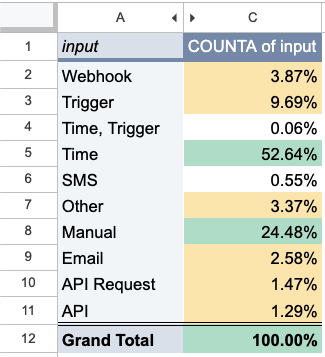 A C
1 input COUNTA of input
2 Webhook 3.87%
3 Trigger 9.69%
4 Time, Trigger 0.06%
5 Time 52.64%
6 SMS 0.55%
7 Other 3.37%
8 Manual 24.48%
9 Email 2.58%
10 API Request 1.47%
11 API 1.29%
12 Grand Total 100.00%